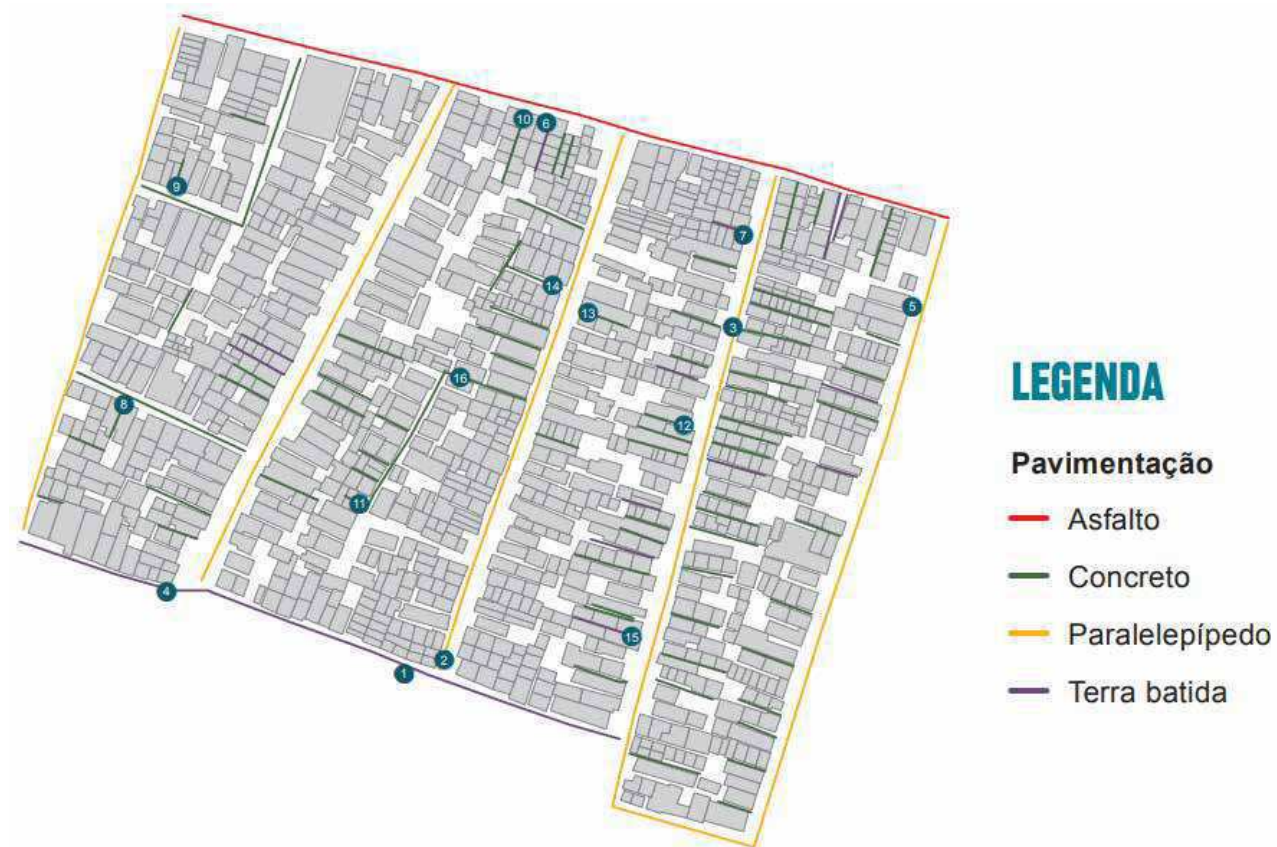 10 6
9
7
14
5
13
3
16
8
12
11
4
15
2
1
LEGENDA
Pavimentação
Asfalto
Concreto
Paralelepípedo
Terra batida